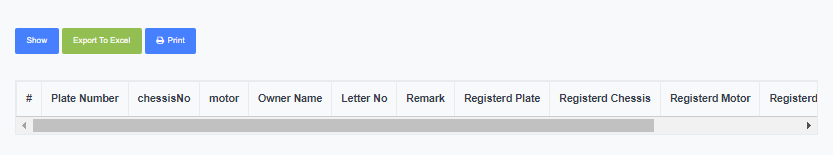 Show Export To Excel Print
# Plate Number chessisNo motor Owner Name Letter No Remark Registerd Plate Registerd Chessis Registerd Motor Registerd